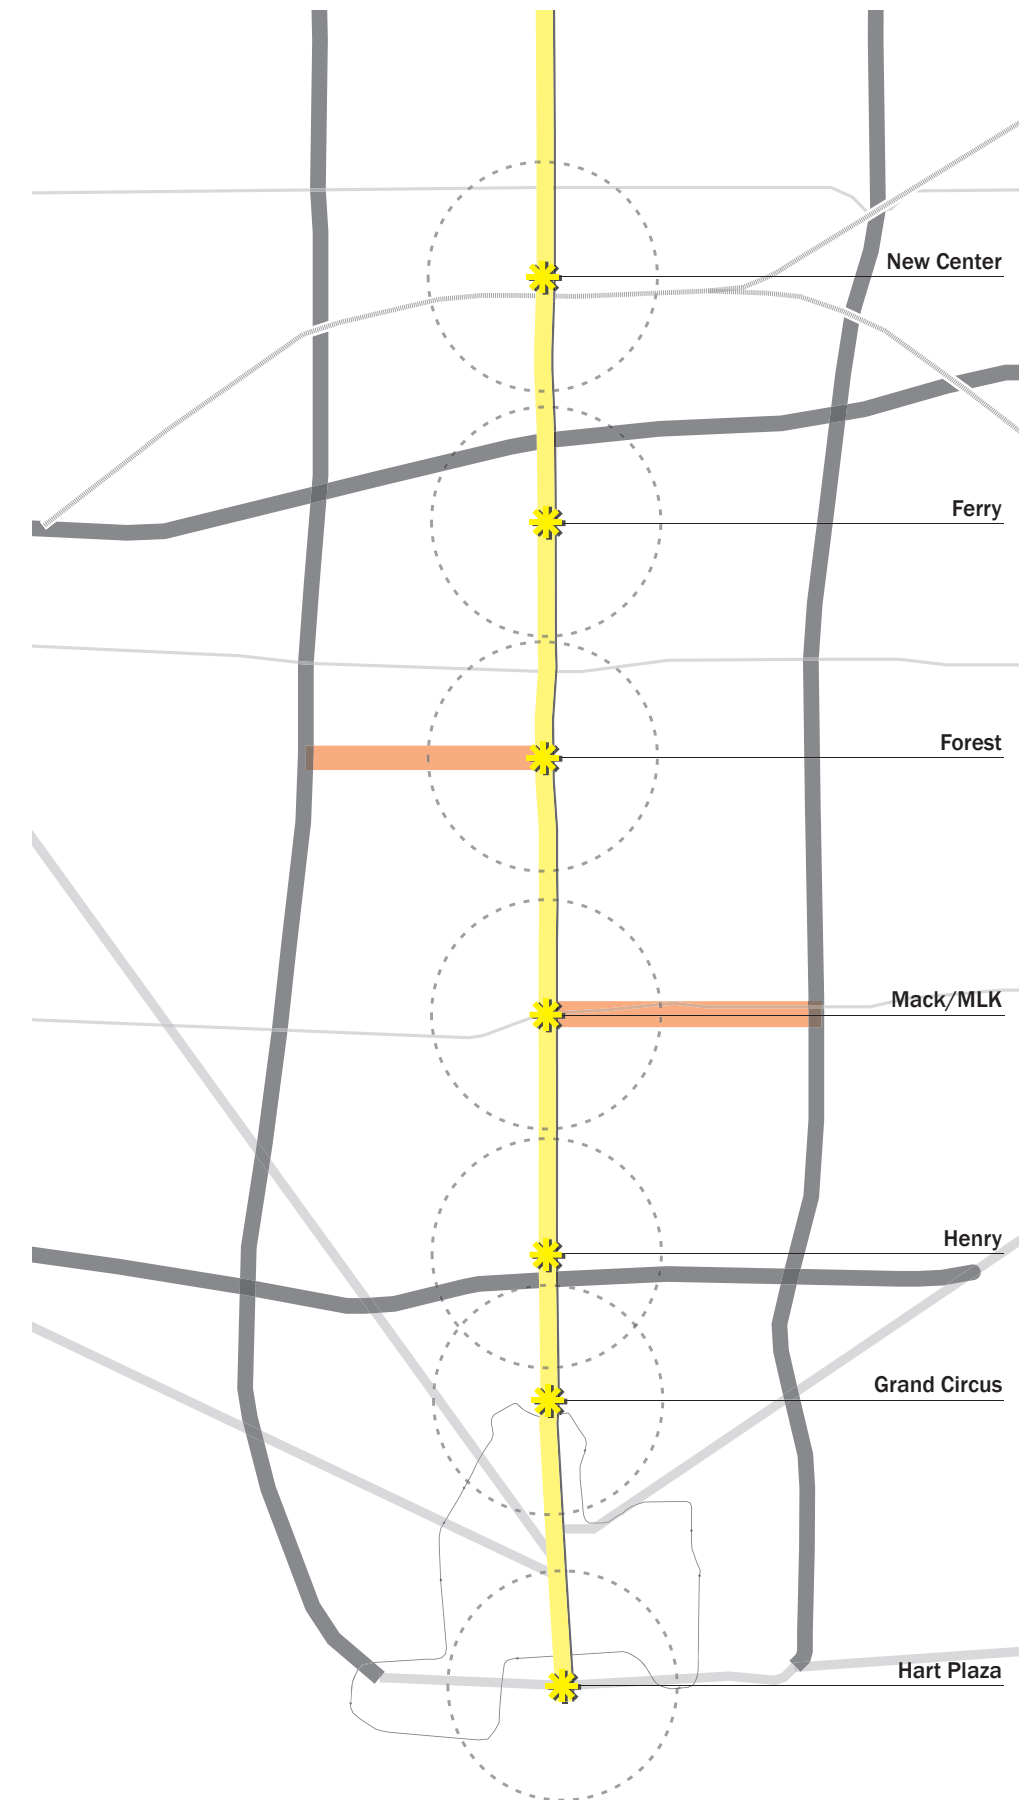 New Center
Ferry
Forest
Mack/MLK
Henry
Grand Circus
Hart Plaza